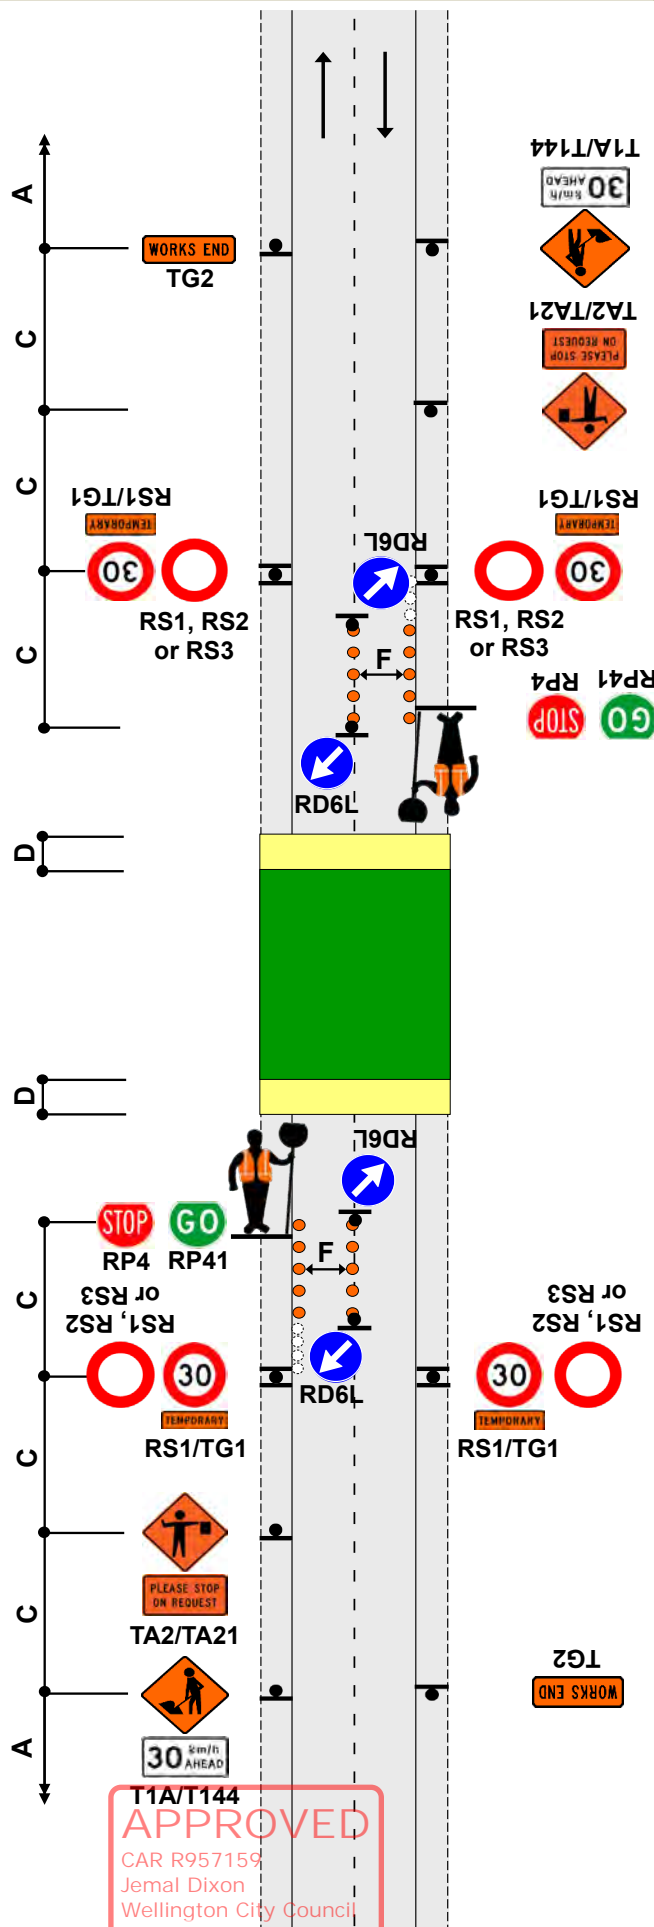 T1A/T144
30 km/h
AHEAD
A
WORKS END
TG2
TA2/TA21
PLEASE STOP
ON REQUEST
C
C
RS1/TG1
TEMPORARY
30
RS1, RS2
or RS3
RD6L
RS1/TG1
TEMPORARY
30
RS1, RS2
or RS3
C
F
RP4
STOP
RP41
GO
RD6L
D
D
RD6L
STOP
GO
RP4
RP41
F
C
RS1, RS2
or RS3
30
TEMPORARY
RS1/TG1
RD6L
RS1, RS2
or RS3
30
TEMPORARY
RS1/TG1
C
PLEASE STOP
ON REQUEST
TA2/TA21
C
TG2
WORKS END
A
30 km/h
AHEAD
T1A/T144
APPROVED
CAR R957159
Jemal Dixon
Wellington City Council